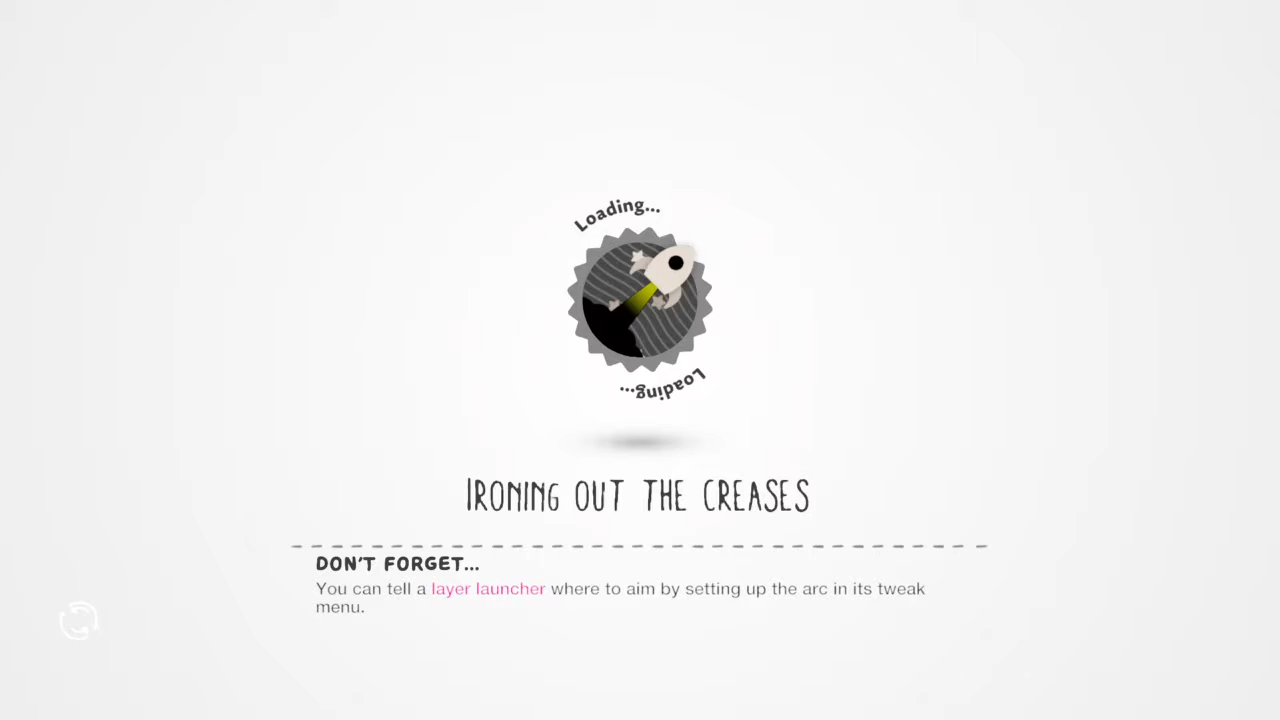 Loading...
Loading...
IRONING OUT THE CREASES
DON'T FORGET...
You can tell a layer launcher where to aim by setting up the arc in its tweak
menu.